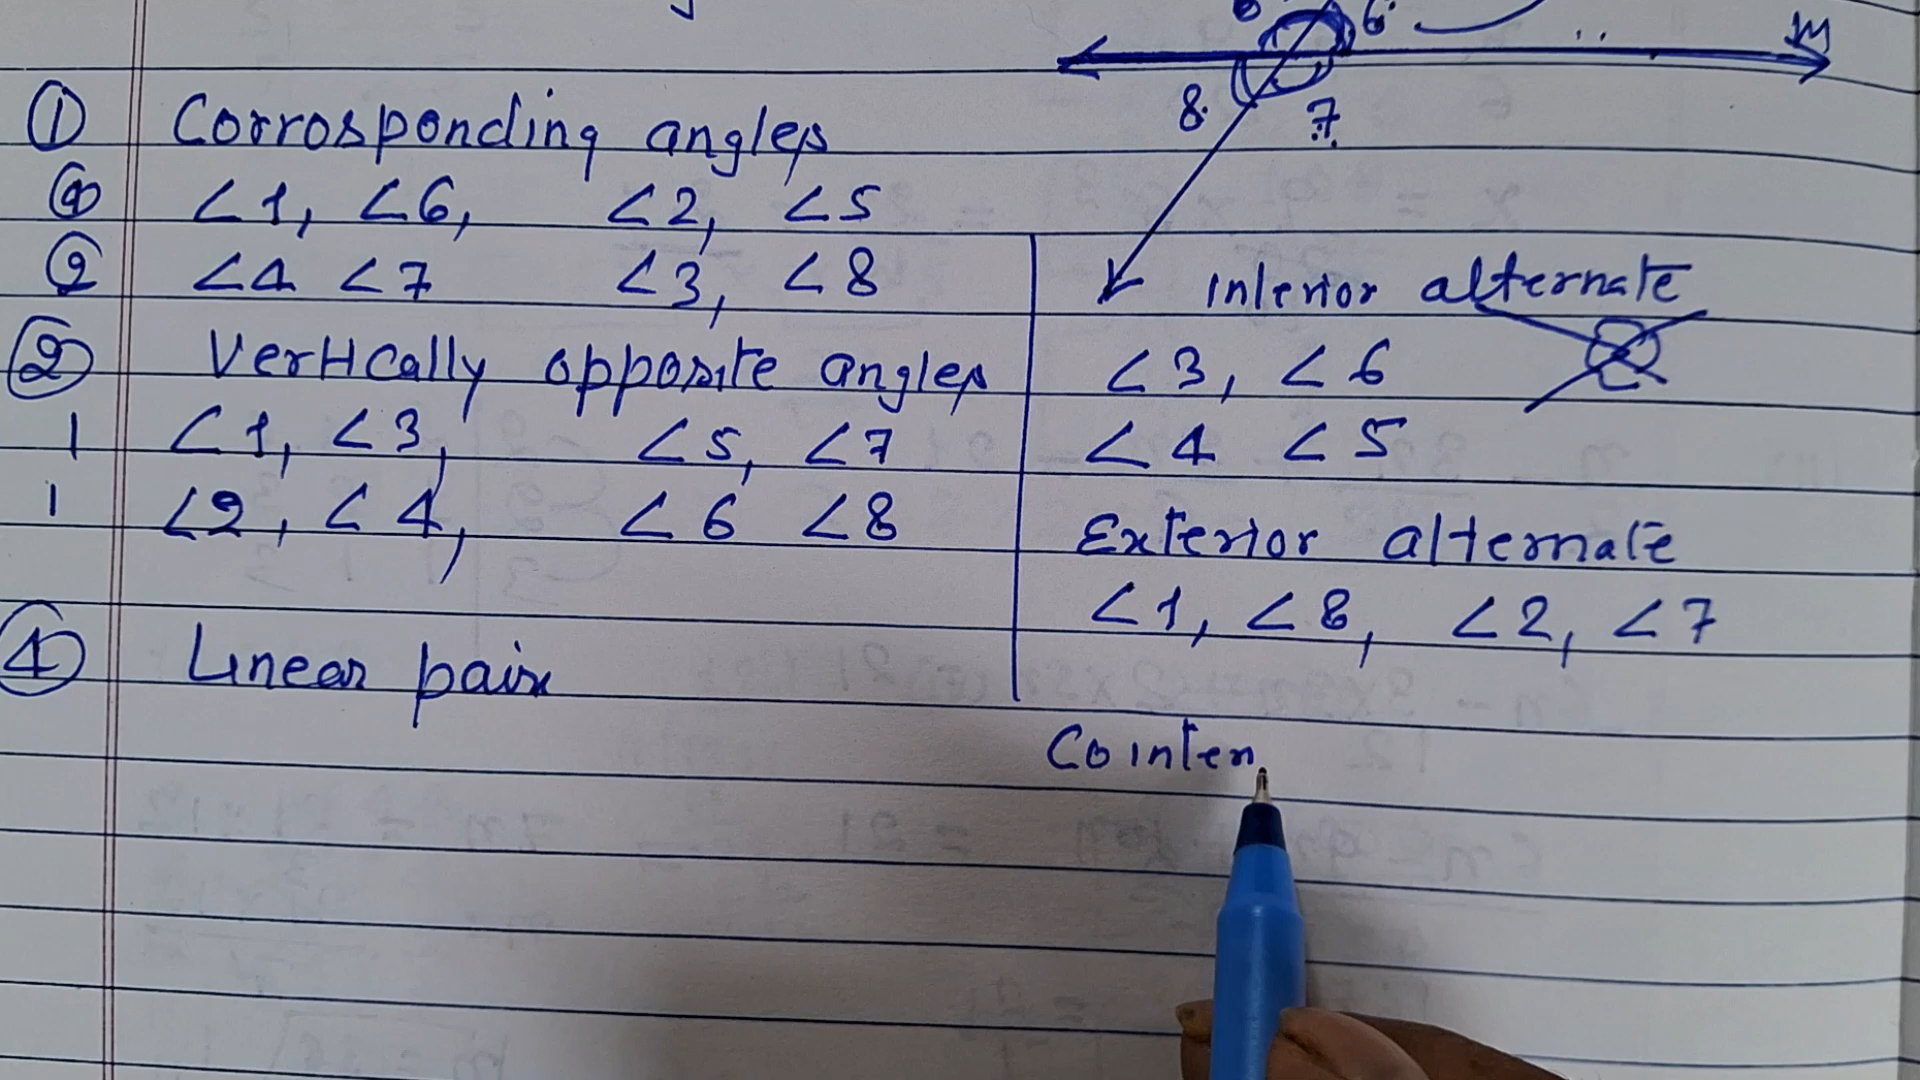 6
M
8
7
① Corrosponding angles
ⓐ ∠1, ∠6, ∠2, ∠5
② ∠4 ∠7 ∠3, ∠8
② Vertically opposite angles
1 ∠1, ∠3, ∠5, ∠7
1 ∠2, ∠4, ∠6 ∠8
④ Linear pair
Interior alternate
∠3, ∠6
∠4 ∠5
Exterior alternate
∠1, ∠8, ∠2, ∠7
Cointer